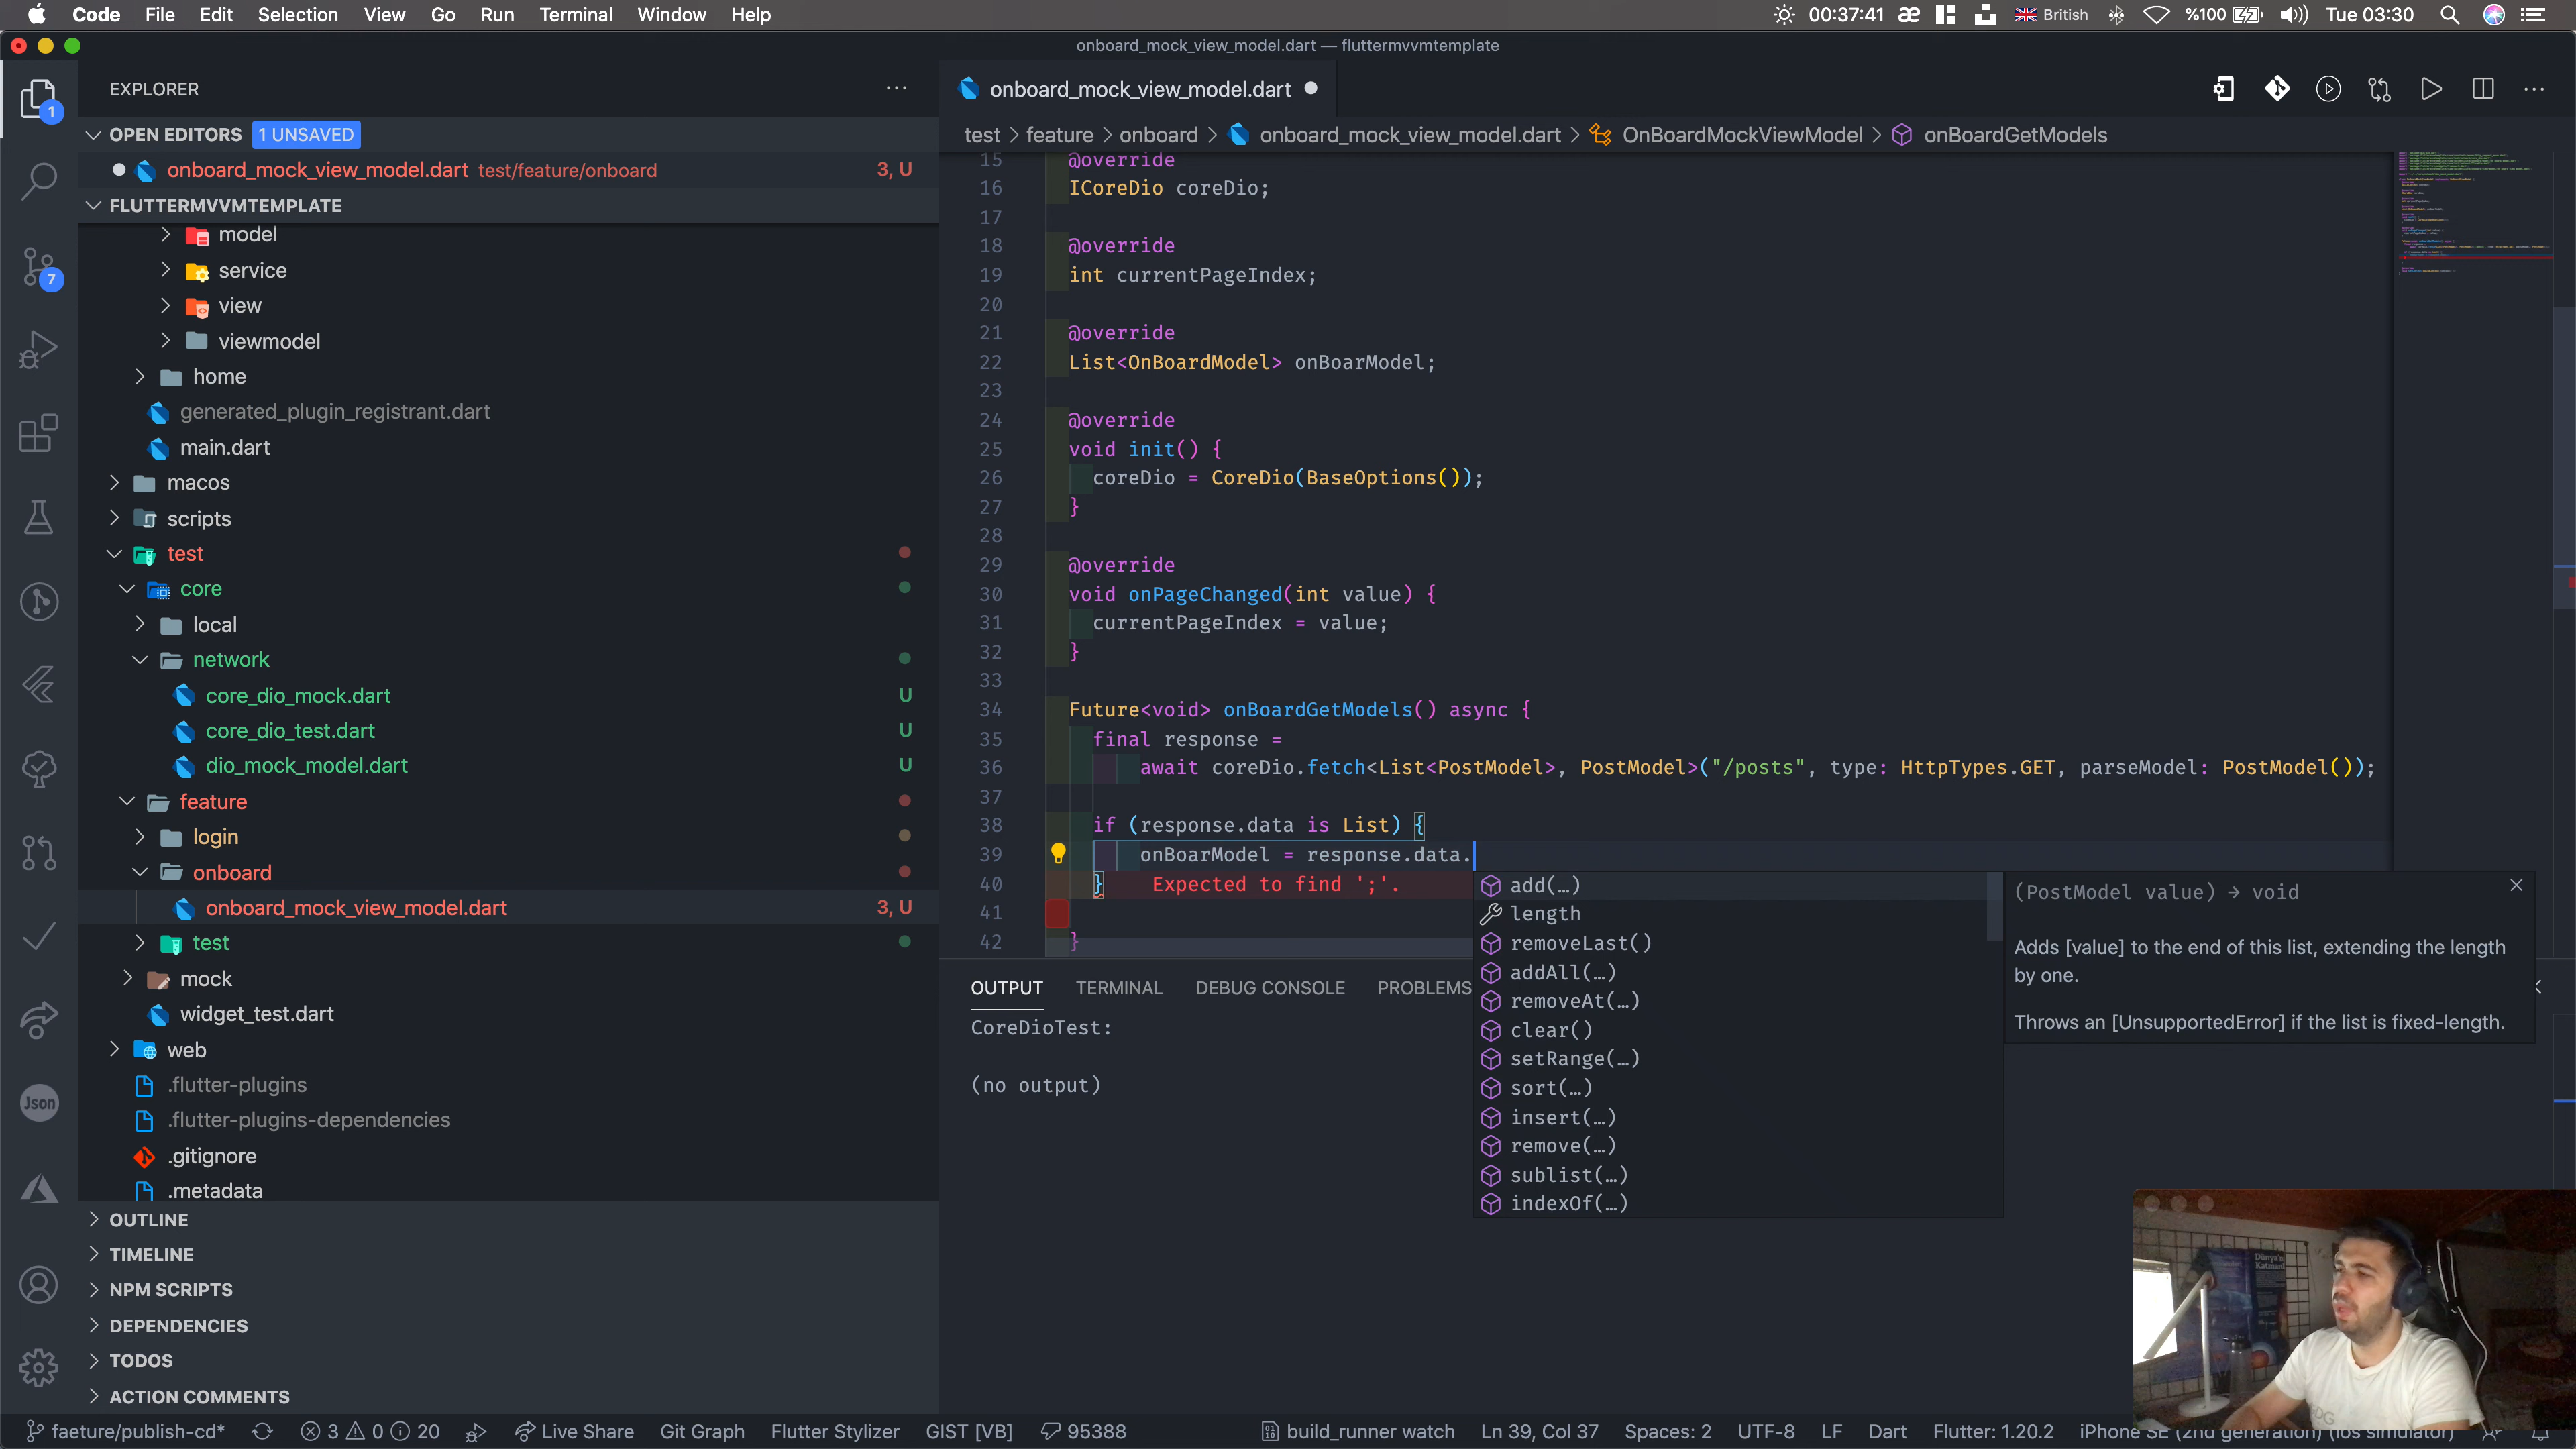 Code File Edit Selection View Go Run Terminal Window Help
00:37:41 æ British %100 Tue 03:30
onboard_mock_view_model.dart — fluttermvvmtemplate
1
7
Json
EXPLORER ...
OPEN EDITORS 1 UNSAVED
onboard_mock_view_model.dart test/feature/onboard 3, U
FLUTTERMVVMTEMPLATE
model
service
view
viewmodel
home
generated_plugin_registrant.dart
main.dart
macos
scripts
test
core
local
network
core_dio_mock.dart U
core_dio_test.dart U
dio_mock_model.dart U
feature
login
onboard
onboard_mock_view_model.dart 3, U
test
mock
widget_test.dart
web
.flutter-plugins
.flutter-plugins-dependencies
.gitignore
.metadata
OUTLINE
TIMELINE
NPM SCRIPTS
DEPENDENCIES
TODOS
ACTION COMMENTS
onboard_mock_view_model.dart
test > feature > onboard > onboard_mock_view_model.dart > OnBoardMockViewModel > onBoardGetModels
15 @override
16 ICoreDio coreDio;
17
18 @override
19 int currentPageIndex;
20
21 @override
22 List<OnBoardModel> onBoarModel;
23
24 @override
25 void init() {
26 coreDio = CoreDio(BaseOptions());
27 }
28
29 @override
30 void onPageChanged(int value) {
31 currentPageIndex = value;
32 }
33
34 Future<void> onBoardGetModels() async {
35 final response =
36 await coreDio.fetch<List<PostModel>, PostModel>("/posts", type: HttpTypes.GET, parseModel: PostModel());
37
38 if (response.data is List) {
39 onBoarModel = response.data.
40 } Expected to find ';'.
41
42 }
add(…)
length
removeLast()
addAll(…)
removeAt(…)
clear()
setRange(…)
sort(…)
insert(…)
remove(…)
sublist(…)
indexOf(…)
(PostModel value) → void
Adds [value] to the end of this list, extending the length
by one.
Throws an [UnsupportedError] if the list is fixed-length.
OUTPUT TERMINAL DEBUG CONSOLE PROBLEMS
CoreDioTest:
(no output)
Dünya'n
Katmanl
faeture/publish-cd* 3 0 20 Live Share Git Graph Flutter Stylizer GIST [VB] 95388 build_runner watch Ln 39, Col 37 Spaces: 2 UTF-8 LF Dart Flutter: 1.20.2 iPhone SE (2nd generation) (ios simulator)